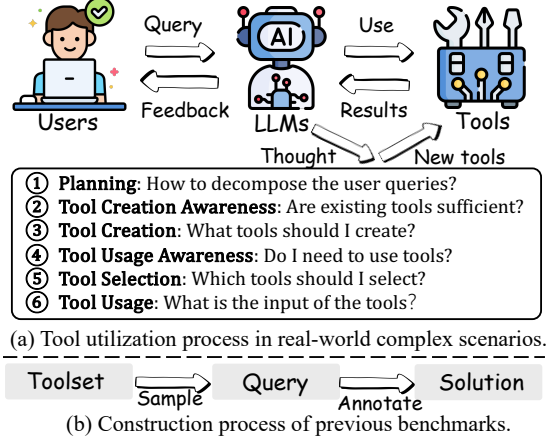 Query
Use
AI
Feedback
Results
Users
LLMs
Tools
Thought
New tools
① Planning: How to decompose the user queries?
② Tool Creation Awareness: Are existing tools sufficient?
③ Tool Creation: What tools should I create?
④ Tool Usage Awareness: Do I need to use tools?
⑤ Tool Selection: Which tools should I select?
⑥ Tool Usage: What is the input of the tools?
(a) Tool utilization process in real-world complex scenarios.
Toolset
Sample
Query
Annotate
Solution
(b) Construction process of previous benchmarks.